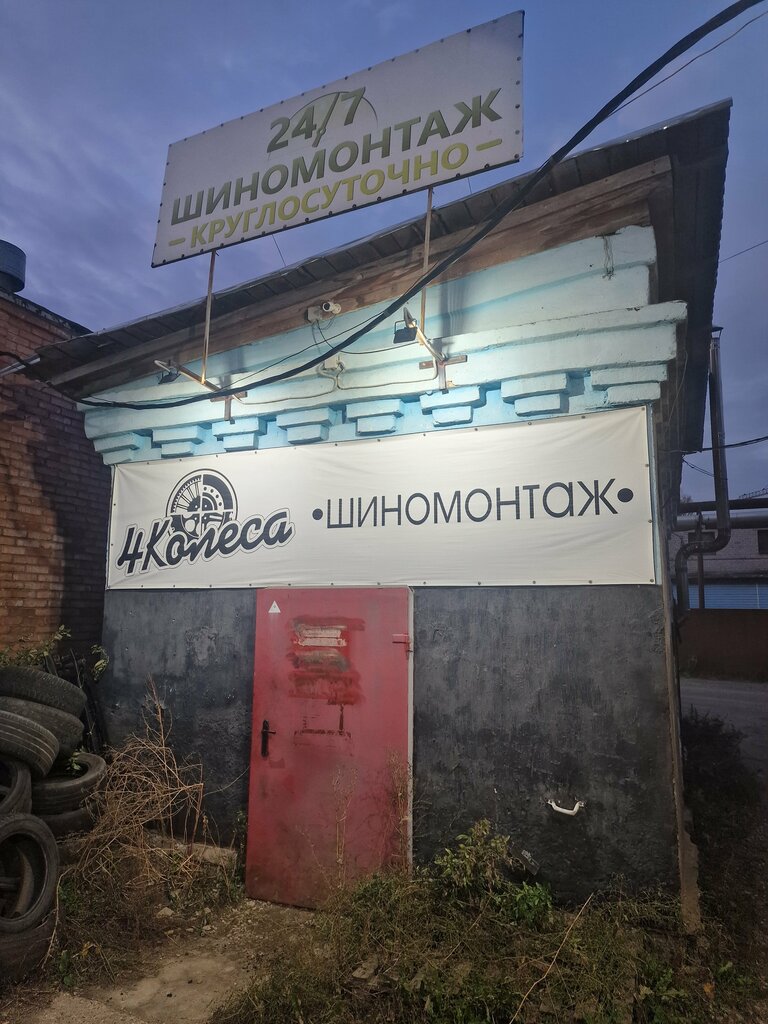 24/7
ШИНОМОНТАЖ
– КРУГЛОСУТОЧНО –
4Колеса
•ШИНОМОНТАЖ•